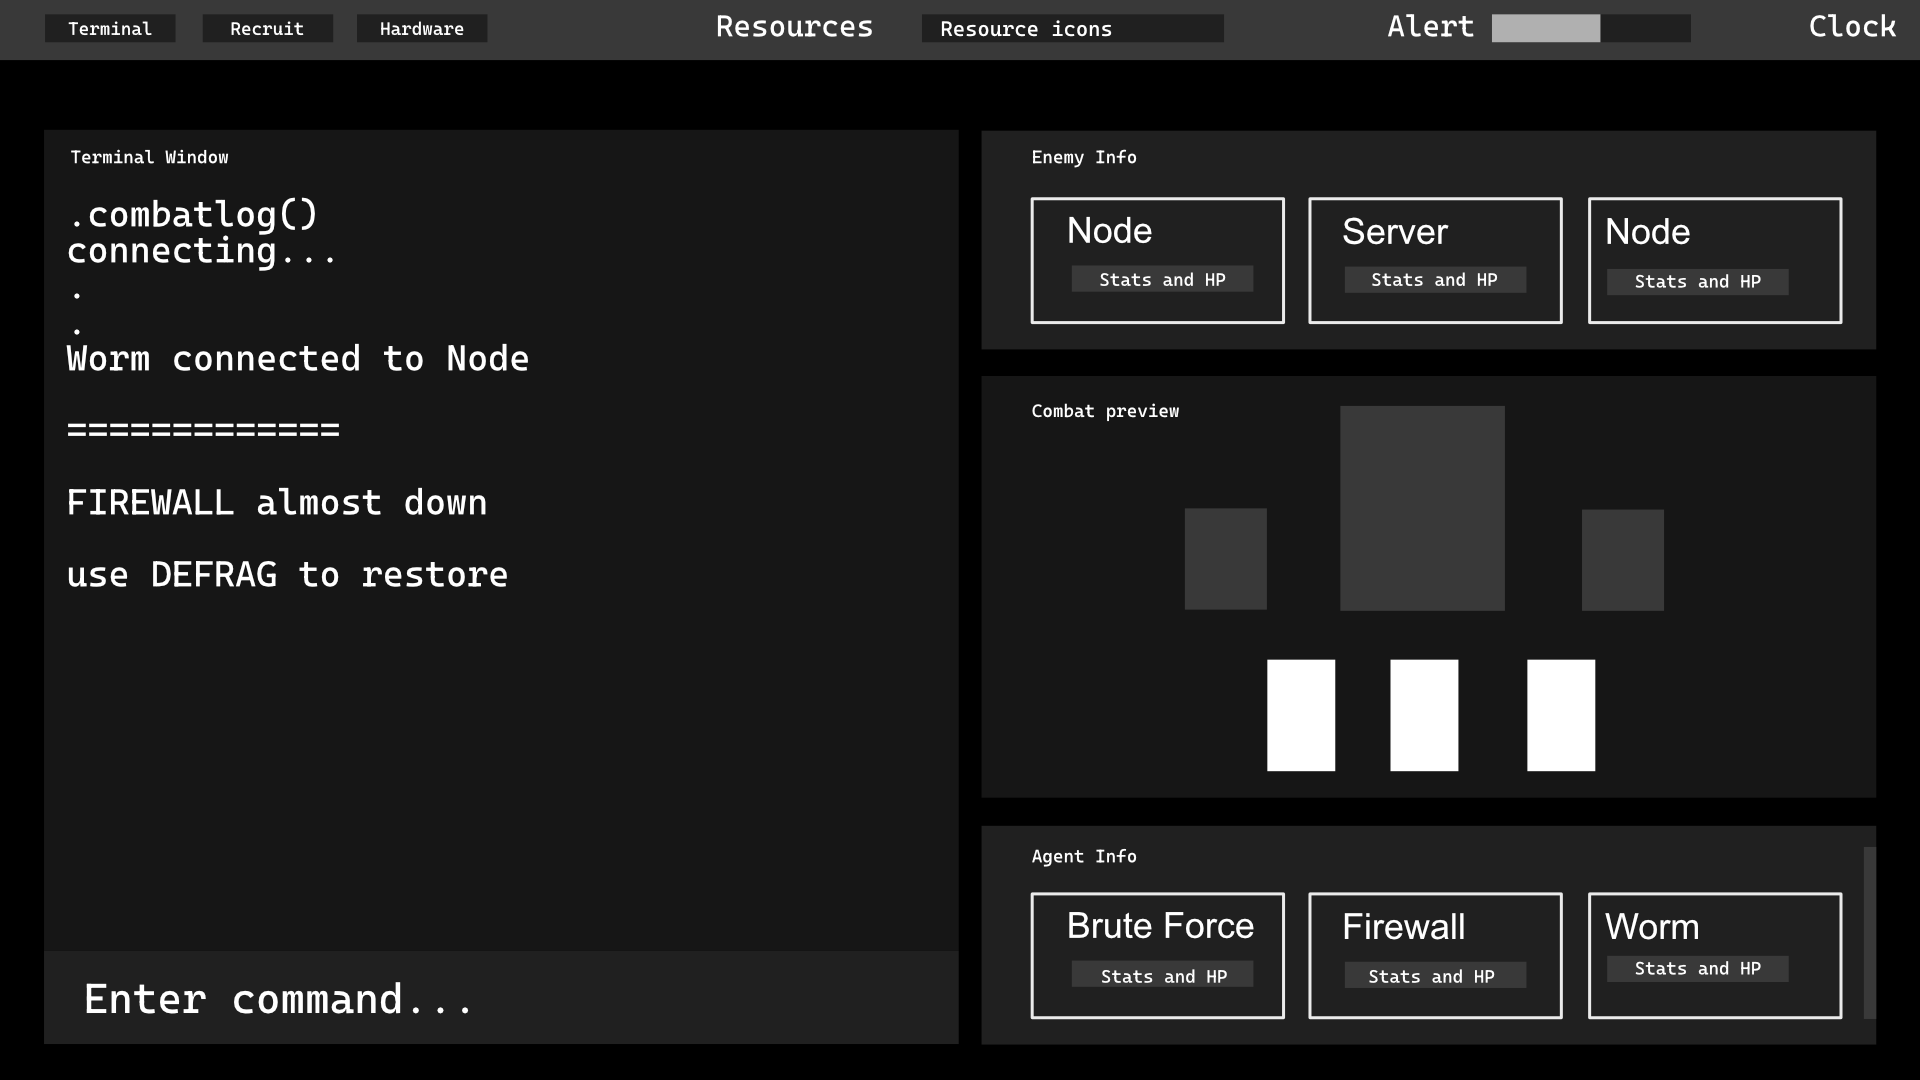 Terminal Recruit Hardware Resources Resource icons Alert Clock
Terminal Window
.combatlog()
connecting...
.
.
Worm connected to Node
=============
FIREWALL almost down
use DEFRAG to restore
Enter command...
Enemy Info
Node Server Node
Stats and HP Stats and HP Stats and HP
Combat preview
Agent Info
Brute Force Firewall Worm
Stats and HP Stats and HP Stats and HP